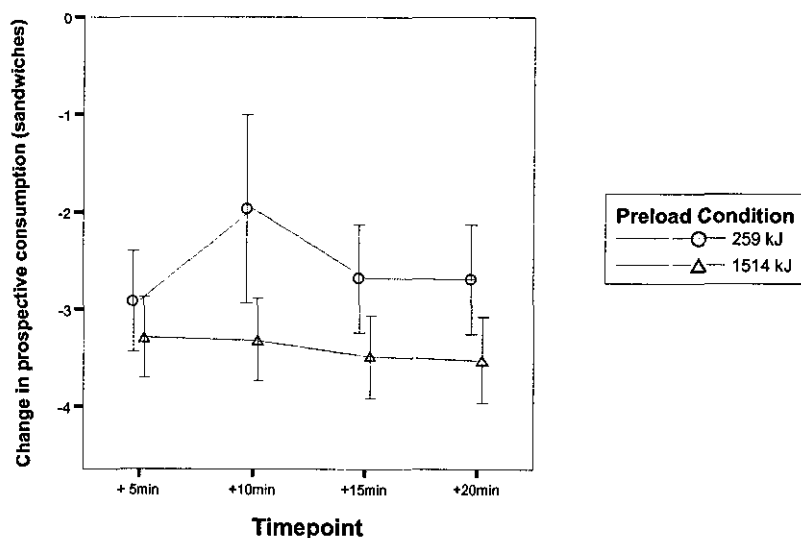 Change in prospective consumption (sandwiches)
0
-1
-2
-3
-4
+ 5min
+10min
+15min
+20min
Timepoint
Preload Condition
259 kJ
1514 kJ